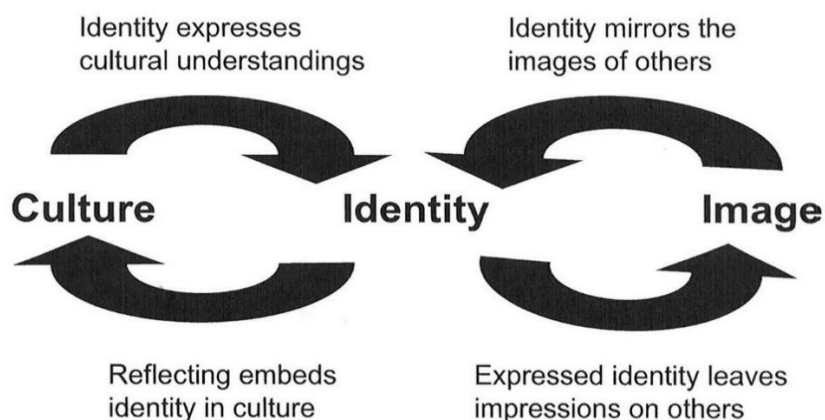 Identity expresses
cultural understandings
Identity mirrors the
images of others
Culture
Identity
Image
Reflecting embeds
identity in culture
Expressed identity leaves
impressions on others